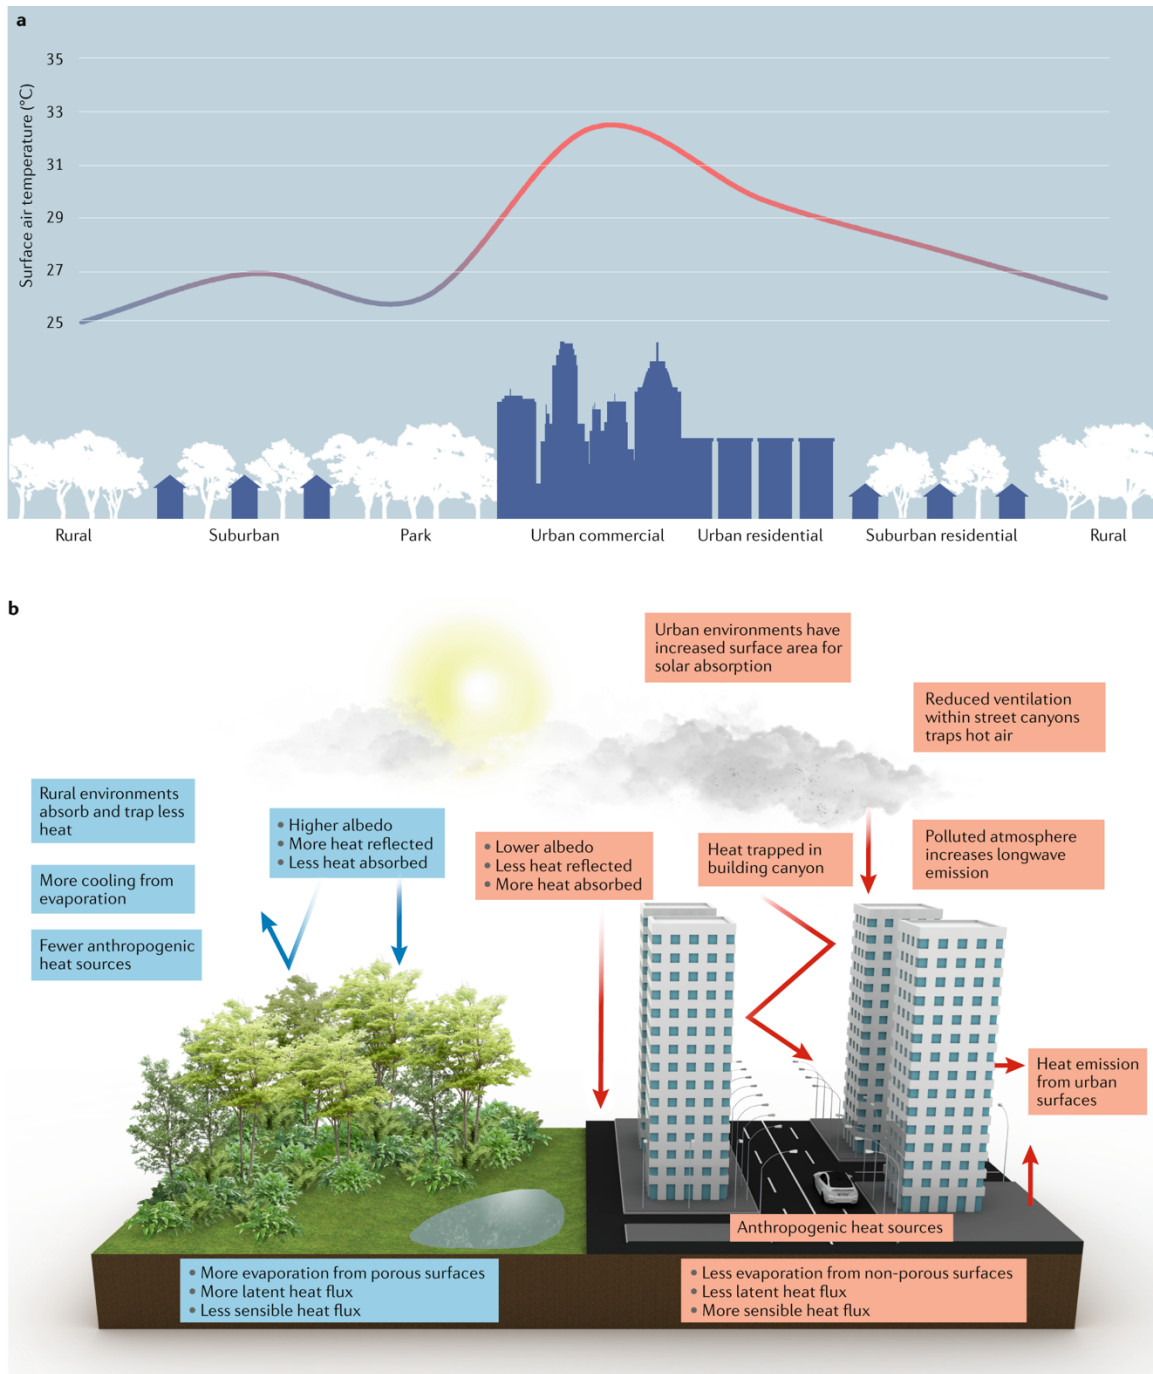 a
Surface air temperature (°C)
35
33
31
29
27
25
Rural
Suburban
Park
Urban commercial
Urban residential
Suburban residential
Rural
b
Urban environments have
increased surface area for
solar absorption
Reduced ventilation
within street canyons
traps hot air
Rural environments
absorb and trap less
heat
• Higher albedo
• More heat reflected
• Less heat absorbed
• Lower albedo
• Less heat reflected
• More heat absorbed
Heat trapped in
building canyon
Polluted atmosphere
increases longwave
emission
More cooling from
evaporation
Fewer anthropogenic
heat sources
Heat emission
from urban
surfaces
Anthropogenic heat sources
• More evaporation from porous surfaces
• More latent heat flux
• Less sensible heat flux
• Less evaporation from non-porous surfaces
• Less latent heat flux
• More sensible heat flux